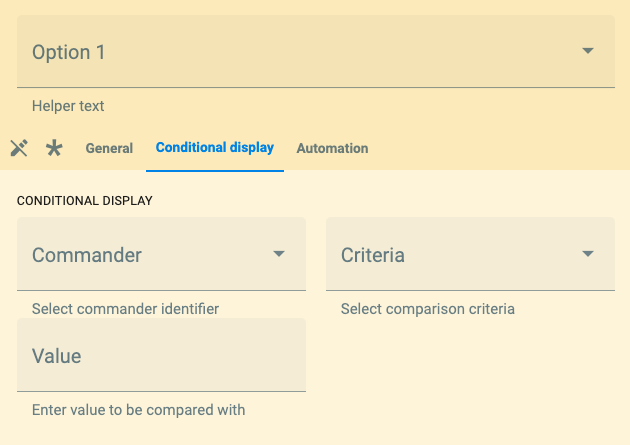 Option 1
Helper text
General Conditional display Automation
CONDITIONAL DISPLAY
Commander Criteria
Select commander identifier Select comparison criteria
Value
Enter value to be compared with